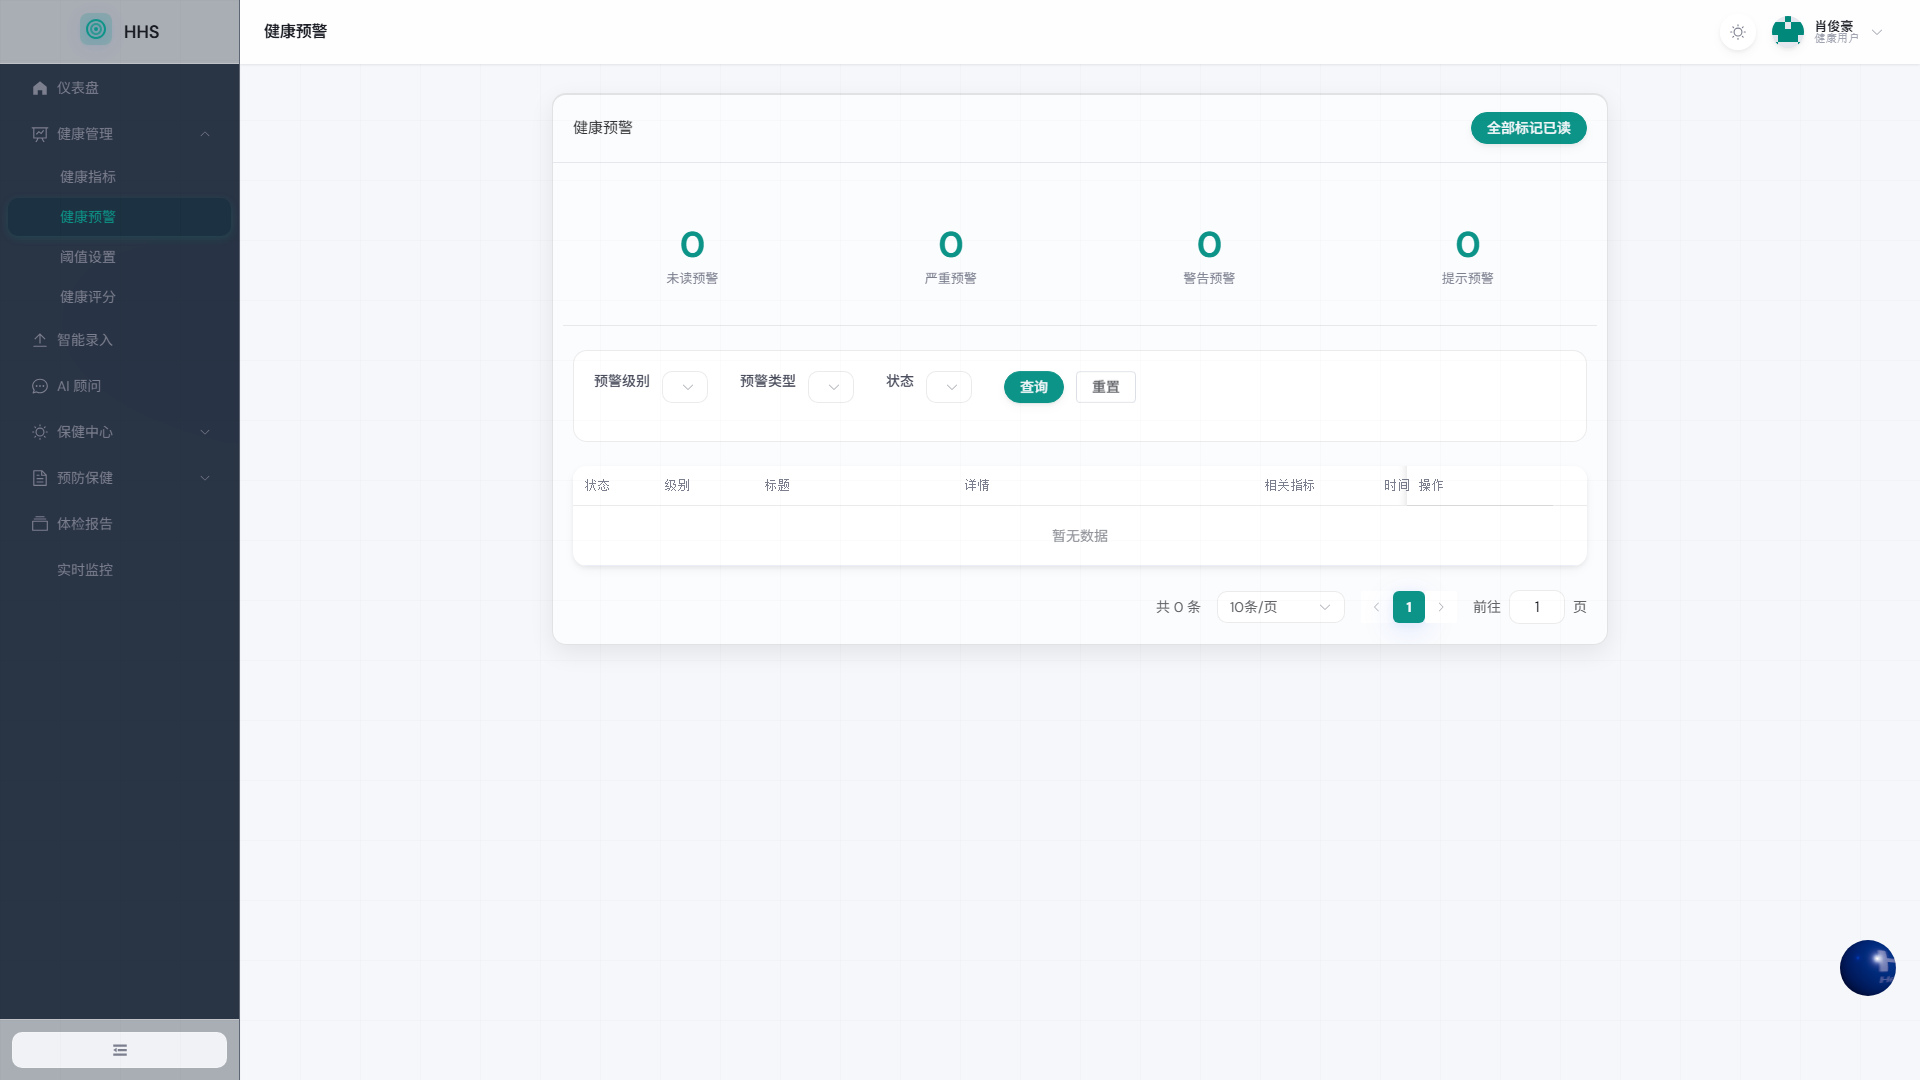 HHS
健康预警
肖俊豪
健康用户
仪表盘
健康管理
健康指标
健康预警
阈值设置
健康评分
智能录入
AI 顾问
保健中心
预防保健
体检报告
实时监控
健康预警
全部标记已读
0 0 0 0
未读预警 严重预警 警告预警 提示预警
预警级别 预警类型 状态 查询 重置
状态 级别 标题 详情 相关指标 时间 操作
暂无数据
共 0 条 10条/页 1 前往 1 页